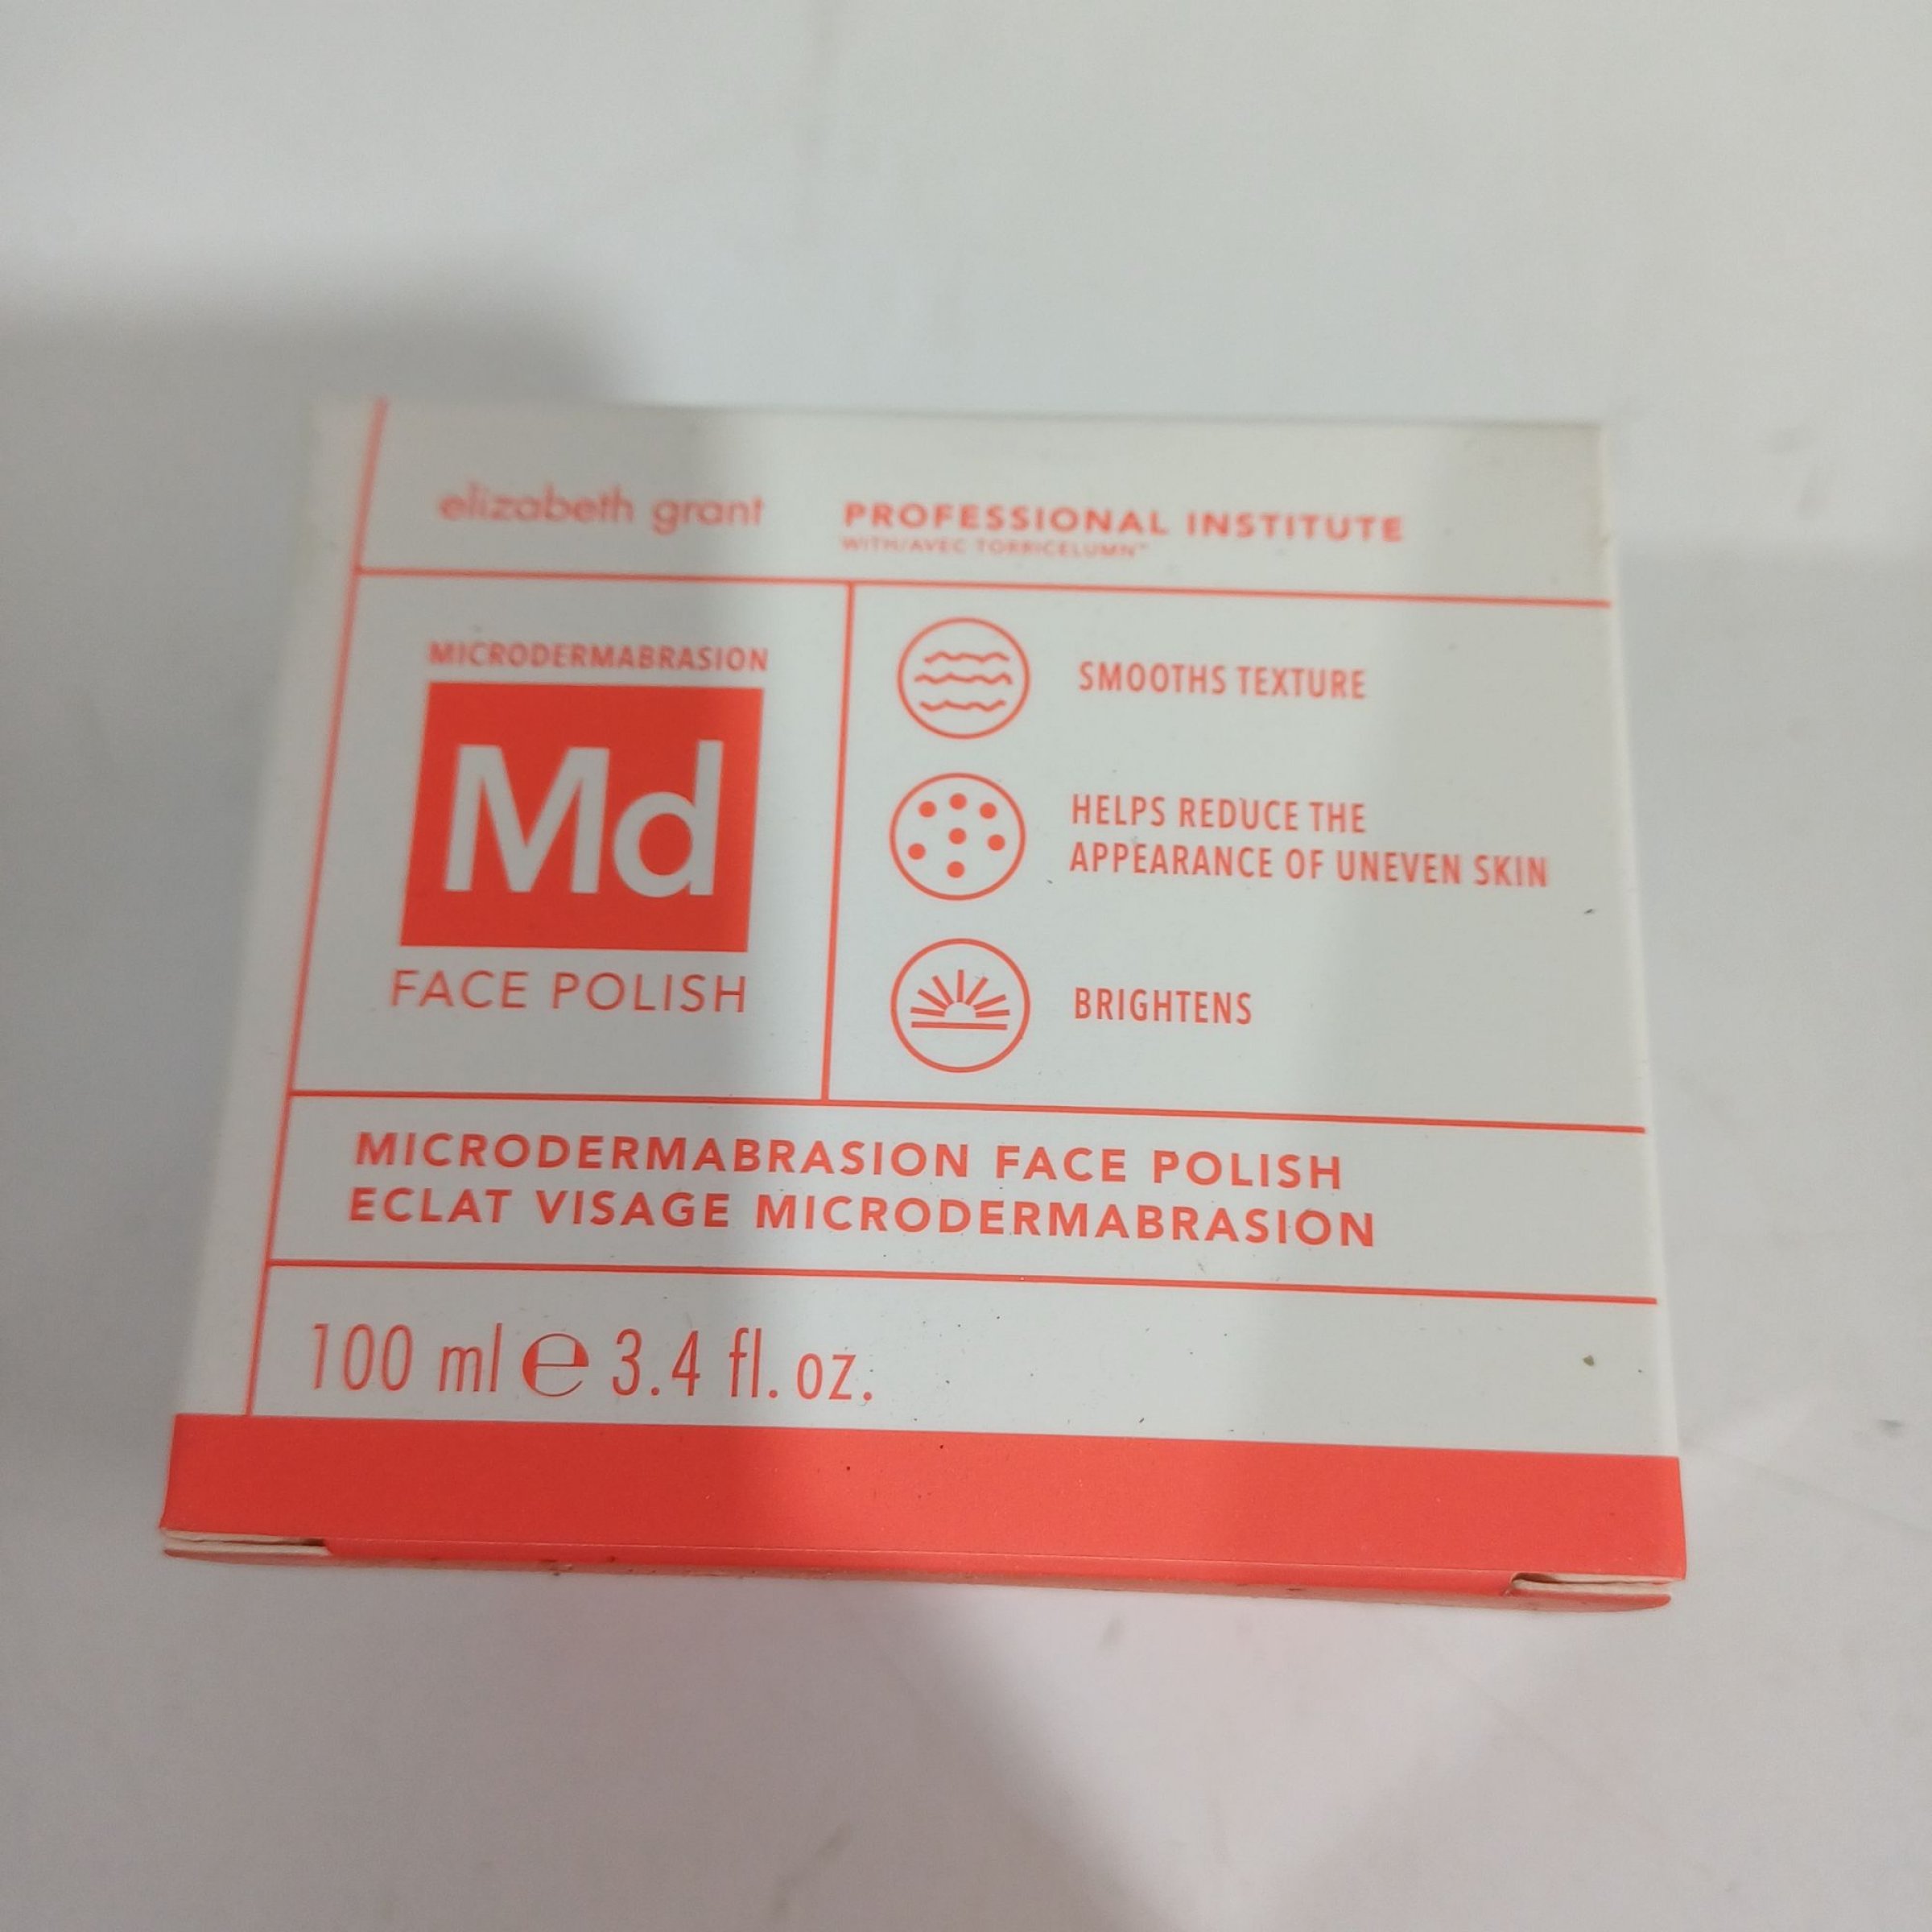 elizabeth grant
PROFESSIONAL INSTITUTE
WITH/AVEC TORRICELUMN™
MICRODERMABRASION
Md
FACE POLISH
SMOOTHS TEXTURE
HELPS REDUCE THE
APPEARANCE OF UNEVEN SKIN
BRIGHTENS
MICRODERMABRASION FACE POLISH
ECLAT VISAGE MICRODERMABRASION
100 ml ℮ 3.4 fl. oz.